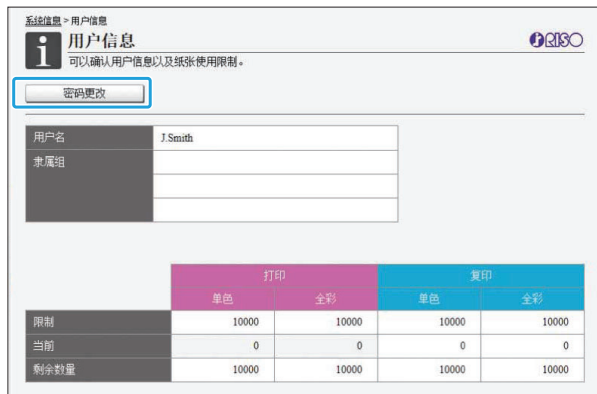 系统信息 > 用户信息
用户信息
RISO
可以确认用户信息以及纸张使用限制。
密码更改
用户名 J.Smith
隶属组
打印 复印
单色 全彩 单色 全彩
限制 10000 10000 10000 10000
当前 0 0 0 0
剩余数量 10000 10000 10000 10000